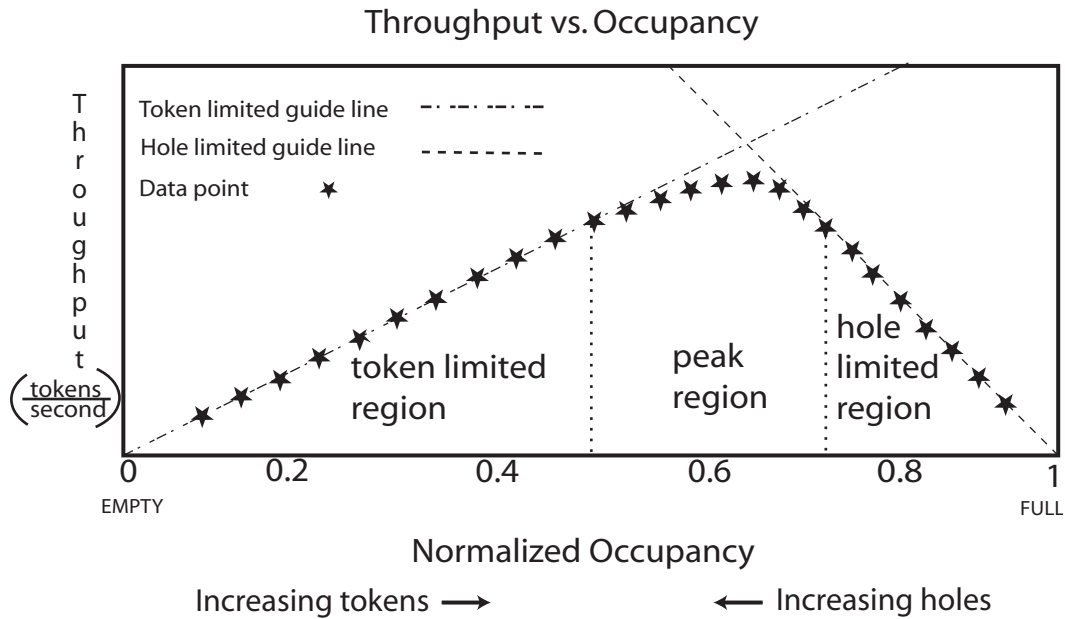 Throughput vs. Occupancy
Throughput
tokens
second
Token limited guide line
Hole limited guide line
Data point
token limited
region
peak
region
hole
limited
region
0 0.2 0.4 0.6 0.8 1
EMPTY FULL
Normalized Occupancy
Increasing tokens Increasing holes